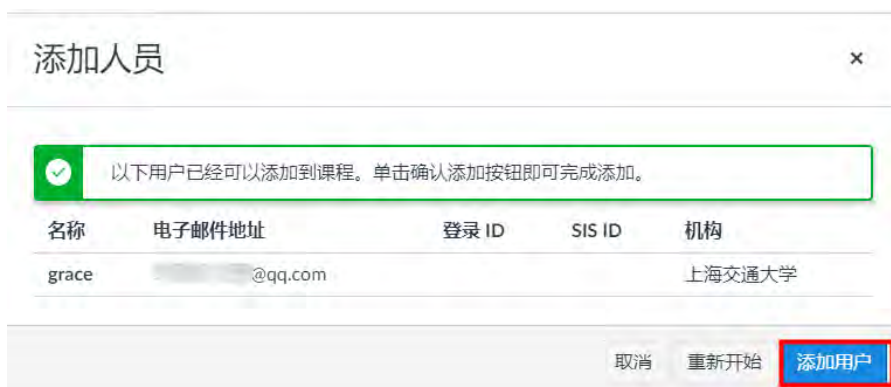 添加人员 ×
以下用户已经可以添加到课程。单击确认添加按钮即可完成添加。
名称 电子邮件地址 登录 ID SIS ID 机构
grace @qq.com 上海交通大学
取消 重新开始 添加用户